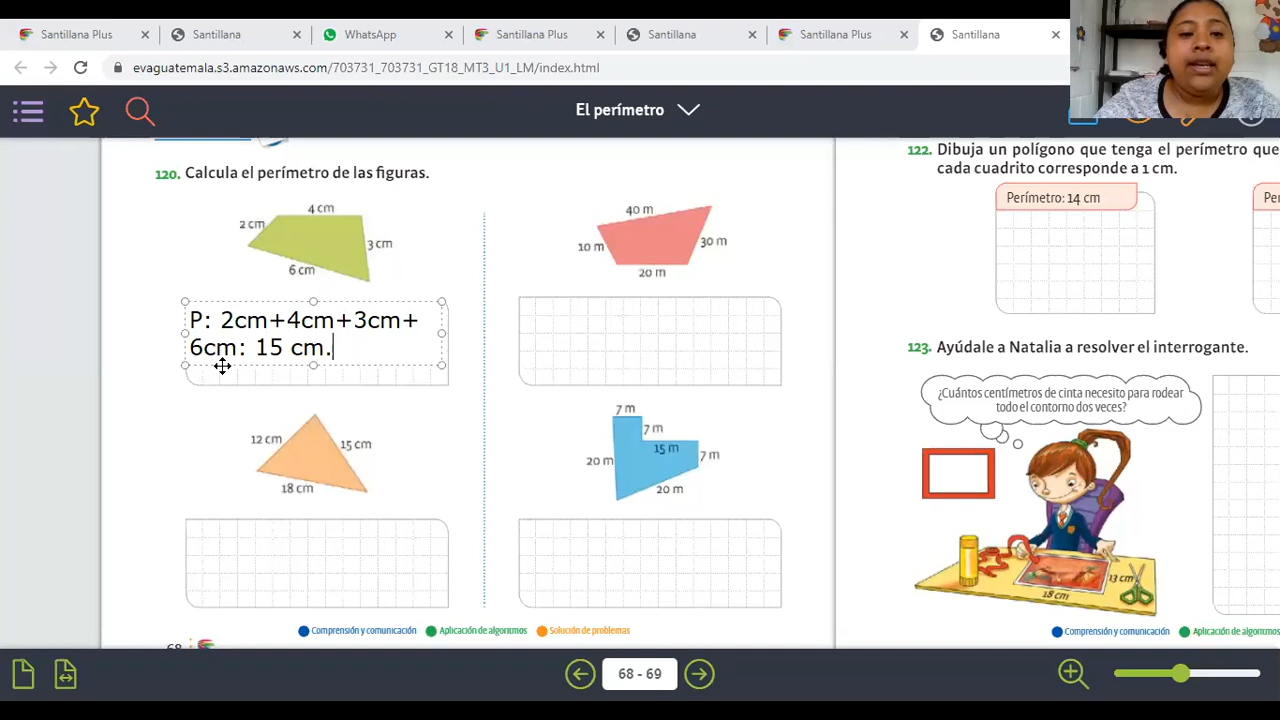 Santillana Plus
Santillana
WhatsApp
Santillana Plus
Santillana
Santillana Plus
Santillana
evaguatemala.s3.amazonaws.com/703731_703731_GT18_MT3_U1_LM/index.html
El perímetro
120. Calcula el perímetro de las figuras.
4 cm
2 cm
3 cm
6 cm
40 m
10 m
30 m
20 m
P: 2cm+4cm+3cm+
6cm: 15 cm.
12 cm
15 cm
18 cm
7 m
7 m
15 m
7 m
20 m
20 m
Comprensión y comunicación
Aplicación de algoritmos
Solución de problemas
68
122. Dibuja un polígono que tenga el perímetro que
cada cuadrito corresponde a 1 cm.
Perímetro: 14 cm
Per
123. Ayúdale a Natalia a resolver el interrogante.
¿Cuántos centímetros de cinta necesito para rodear
todo el contorno dos veces?
13 cm
18 cm
Comprensión y comunicación
Aplicación de algoritmos
68 - 69